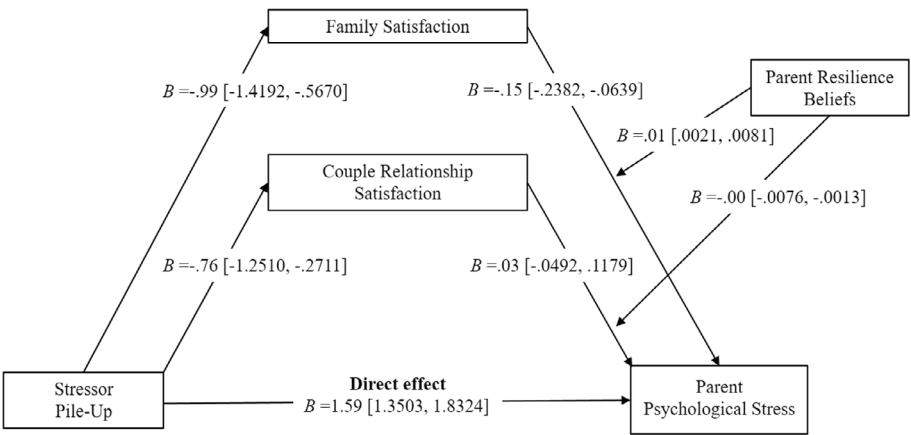 Family Satisfaction
B =-.99 [-1.4192, -.5670]
B =-.15 [-.2382, -.0639]
Parent Resilience
Beliefs
B =.01 [.0021, .0081]
Couple Relationship
Satisfaction
B =-.00 [-.0076, -.0013]
B =-.76 [-1.2510, -.2711]
B =.03 [-.0492, .1179]
Stressor
Pile-Up
Direct effect
B =1.59 [1.3503, 1.8324]
Parent
Psychological Stress